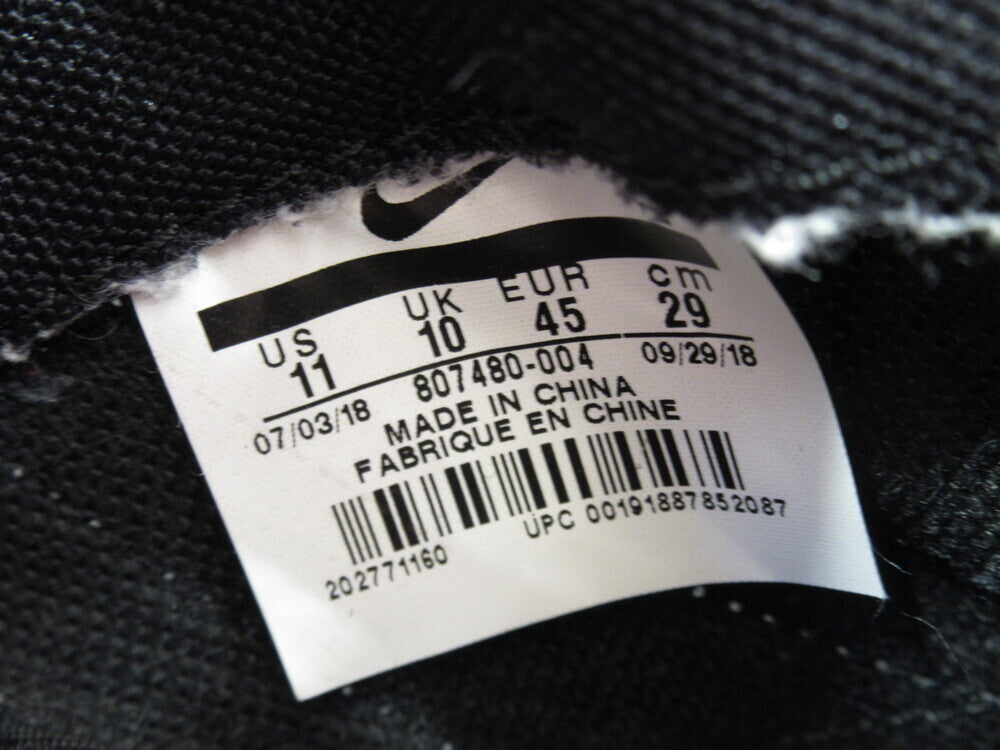 US UK EUR cm
11 10 45 29
07/03/18 807480-004 09/29/18
MADE IN CHINA
FABRIQUE EN CHINE
202771160 UPC 00191887852087